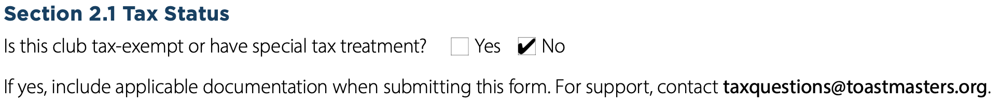 Section 2.1 Tax Status
Is this club tax-exempt or have special tax treatment? ☐ Yes ✔ No
If yes, include applicable documentation when submitting this form. For support, contact taxquestions@toastmasters.org.